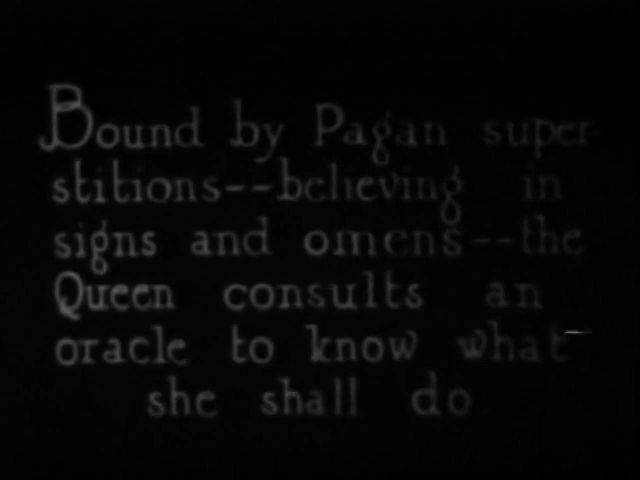 Bound by Pagan super-
stitions--believing in
signs and omens--the
Queen consults an
oracle to know what
she shall do.